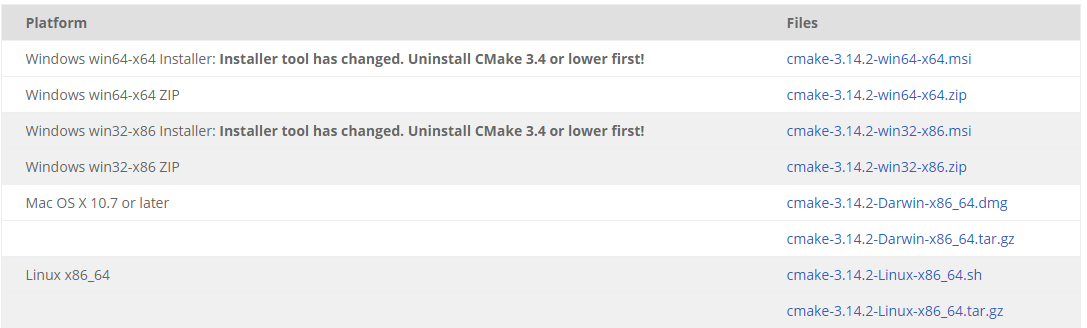 Platform Files
Windows win64-x64 Installer: Installer tool has changed. Uninstall CMake 3.4 or lower first! cmake-3.14.2-win64-x64.msi
Windows win64-x64 ZIP cmake-3.14.2-win64-x64.zip
Windows win32-x86 Installer: Installer tool has changed. Uninstall CMake 3.4 or lower first! cmake-3.14.2-win32-x86.msi
Windows win32-x86 ZIP cmake-3.14.2-win32-x86.zip
Mac OS X 10.7 or later cmake-3.14.2-Darwin-x86_64.dmg
cmake-3.14.2-Darwin-x86_64.tar.gz
Linux x86_64 cmake-3.14.2-Linux-x86_64.sh
cmake-3.14.2-Linux-x86_64.tar.gz